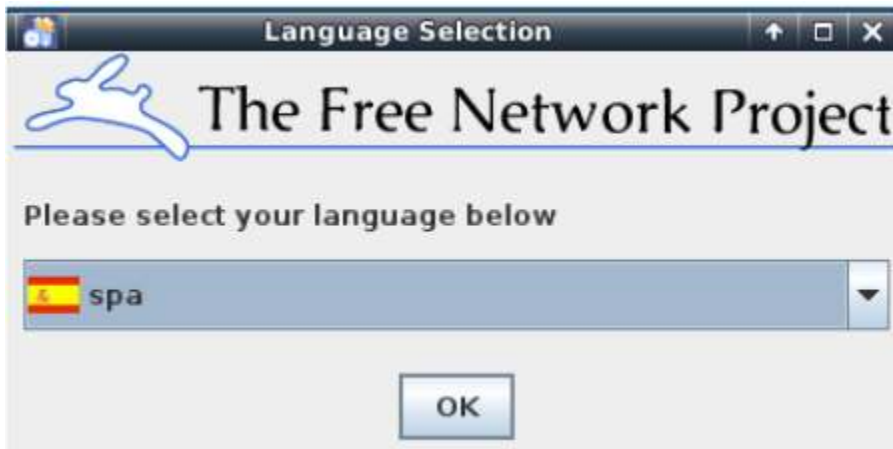 Language Selection
The Free Network Project
Please select your language below
spa
OK